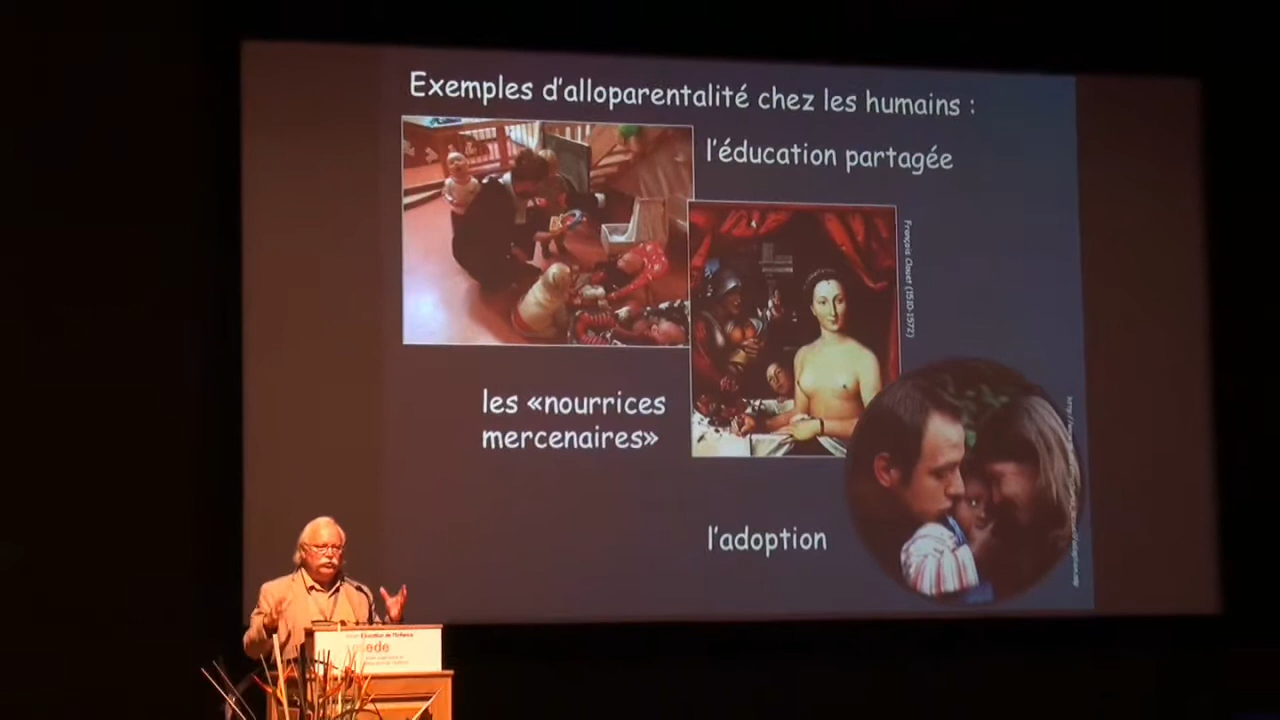 Exemples d'alloparentalité chez les humains :
l'éducation partagée
François Clouet (1510-1572)
les «nourrices
mercenaires»
l'adoption